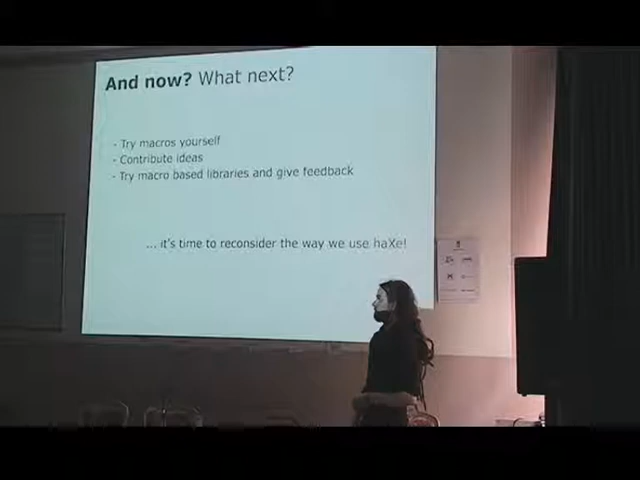 And now? What next?
- Try macros yourself
- Contribute ideas
- Try macro based libraries and give feedback
... it's time to reconsider the way we use haXe!